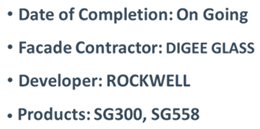 • Date of Completion: On Going
• Facade Contractor: DIGEE GLASS
• Developer: ROCKWELL
• Products: SG300, SG558